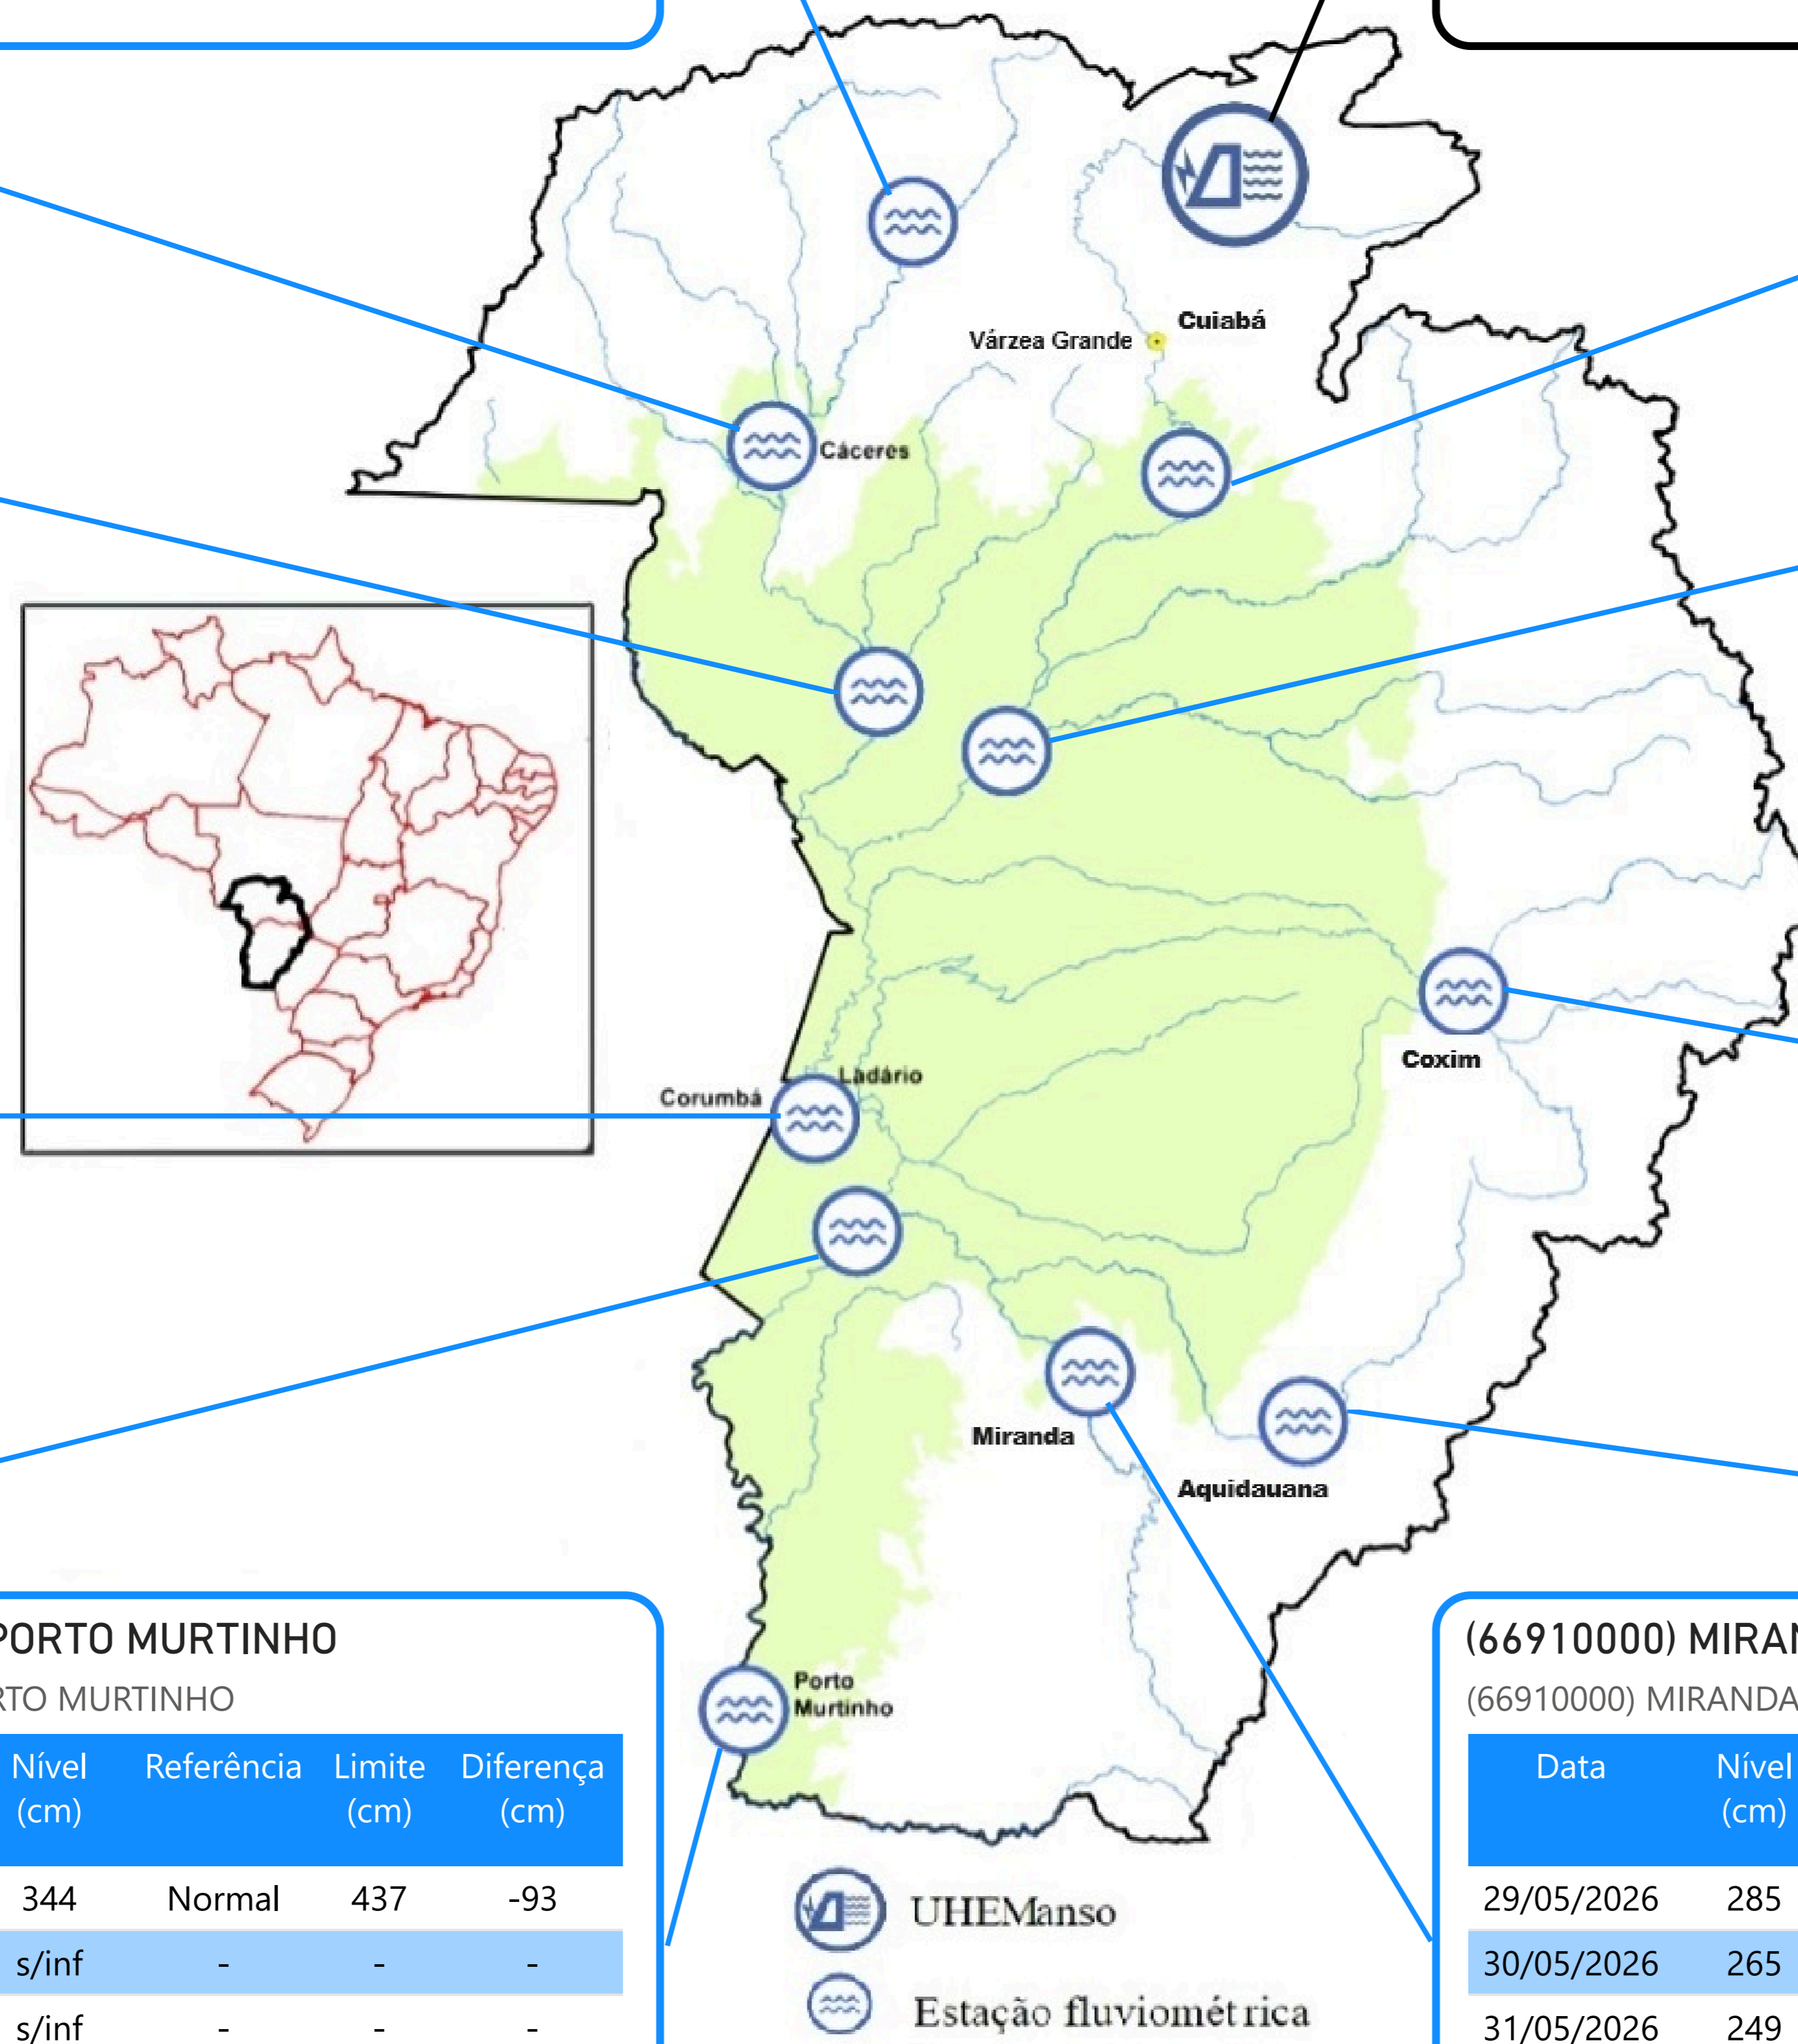 Cuiabá
Várzea Grande
Cáceres
Coxim
Ladário
Corumbá
Miranda
Aquidauana
Porto
Murtinho
PORTO MURTINHO
RTO MURTINHO
Nível Referência Limite Diferença
(cm) (cm) (cm)
344 Normal 437 -93
s/inf - - -
s/inf - - -
UHEManso
Estação fluviométrica
(66910000) MIRAN
(66910000) MIRANDA
Data Nível
(cm)
29/05/2026 285
30/05/2026 265
31/05/2026 249